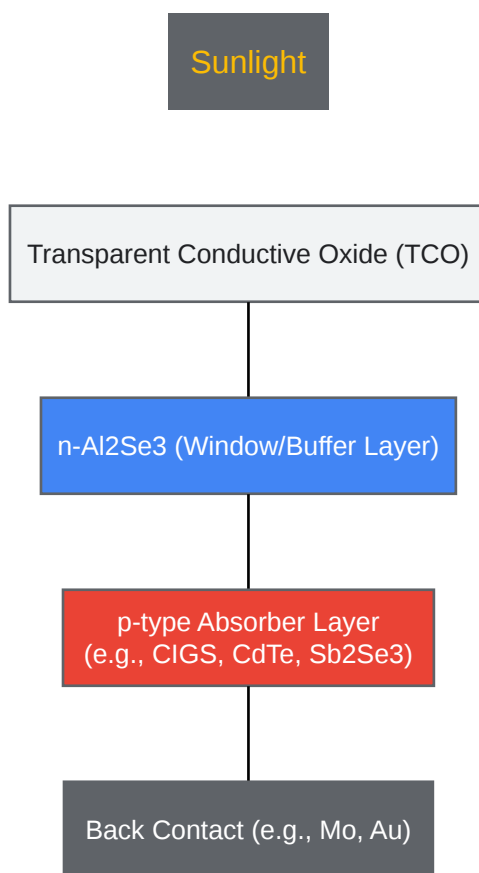 Sunlight
Transparent Conductive Oxide (TCO)
n-Al2Se3 (Window/Buffer Layer)
p-type Absorber Layer
(e.g., CIGS, CdTe, Sb2Se3)
Back Contact (e.g., Mo, Au)